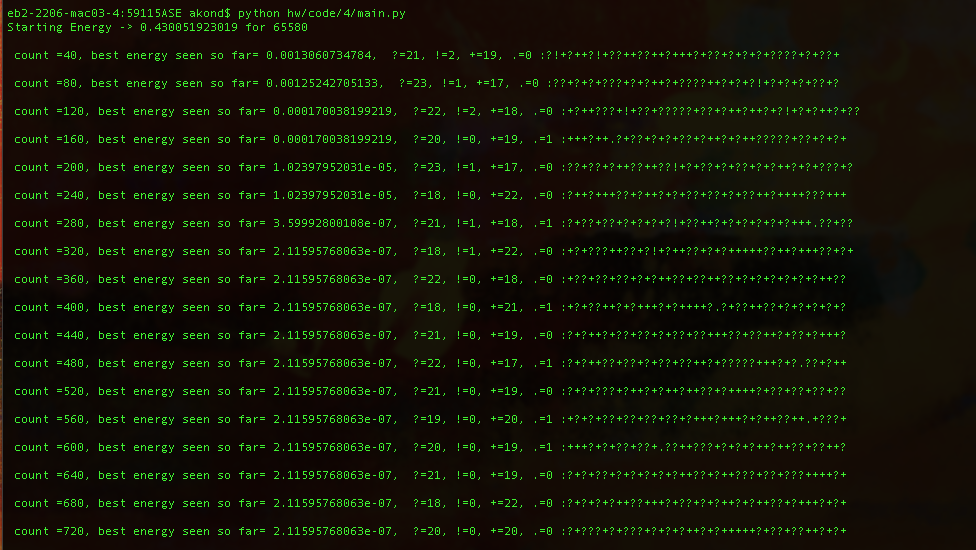 eb2-2206-mac03-4:59115ASE akond$ python hw/code/4/main.py
Starting Energy -> 0.430051923019 for 65580
count =40, best energy seen so far= 0.0013060734784, ?=21, !=2, +=19, .=0 :?!+?++?!+??++??++?+++?++??+?+?+????+?+??+
count =80, best energy seen so far= 0.00125242705133, ?=23, !=1, +=17, .=0
count =120, best energy seen so far= 0.000170038199219, ?=22, !=2, +=18, .=0
count =160, best energy seen so far= 0.000170038199219, ?=20, !=0, +=19, .=1
count =200, best energy seen so far= 1.02397952031e-05, ?=23, !=1, +=17, .=0
count =240, best energy seen so far= 1.02397952031e-05, ?=18, !=0, +=22, .=0
count =280, best energy seen so far= 3.59992800108e-07, ?=21, !=1, +=18, .=1
count =320, best energy seen so far= 2.11595768063e-07, ?=18, !=1, +=22, .=0
count =360, best energy seen so far= 2.11595768063e-07, ?=22, !=0, +=18, .=0
count =400, best energy seen so far= 2.11595768063e-07, ?=18, !=0, +=21, .=1
count =440, best energy seen so far= 2.11595768063e-07, ?=21, !=0, +=19, .=0
count =480, best energy seen so far= 2.11595768063e-07, ?=22, !=0, +=17, .=1
count =520, best energy seen so far= 2.11595768063e-07, ?=21, !=0, +=19, .=0
count =560, best energy seen so far= 2.11595768063e-07, ?=19, !=0, +=20, .=1
count =600, best energy seen so far= 2.11595768063e-07, ?=20, !=0, +=19, .=1
count =640, best energy seen so far= 2.11595768063e-07, ?=21, !=0, +=19, .=0
count =680, best energy seen so far= 2.11595768063e-07, ?=18, !=0, +=22, .=0
count =720, best energy seen so far= 2.11595768063e-07, ?=20, !=0, +=20, .=0